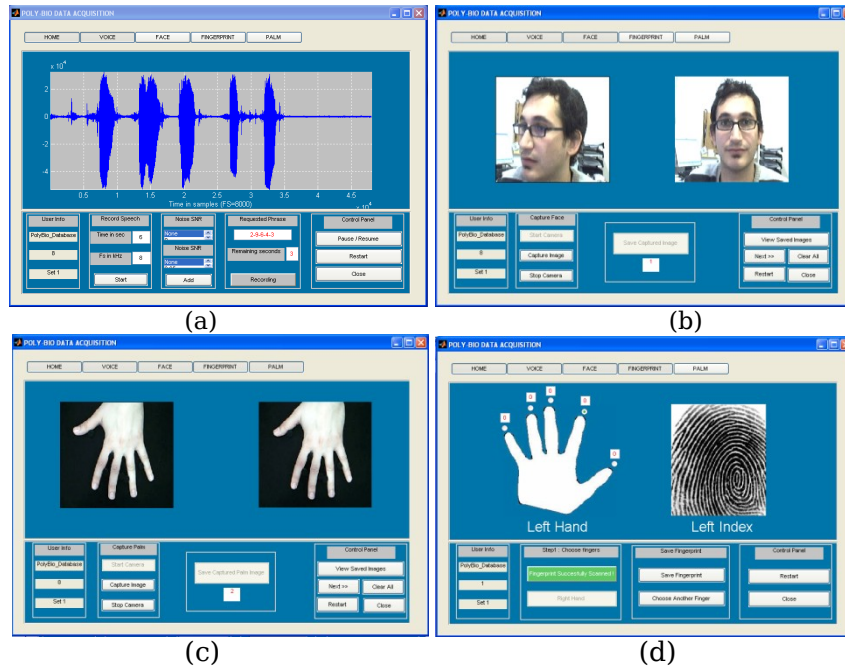 POLY-BIO DATA ACQUISITION
HOME VOICE FACE FINGERPRINT PALM
x 10^4
2
0
-2
-4
0.5 1 1.5 2 2.5 3 3.5 4 4.5
Time in samples (FS=8000) x 10^4
User Info
PolyBio_Database
8
Set 1
Record Speech
Time in sec 6
Fs in kHz 8
Start
Noise SNR
None
Noise SNR
None
Add
Requested Phrase
2-9-6-4-3
Remaining seconds 3
Recording
Control Panel
Pause / Resume
Restart
Close
(a)
POLY-BIO DATA ACQUISITION
HOME VOICE FACE FINGERPRINT PALM
User Info
PolyBio_Database
8
Set 1
Capture Face
Start Camera
Capture Image
Stop Camera
Save Captured Image
1
Control Panel
View Saved Images
Next >> Clear All
Restart Close
(b)
POLY-BIO DATA ACQUISITION
HOME VOICE FACE FINGERPRINT PALM
User Info
PolyBio_Database
8
Set 1
Capture Palm
Start Camera
Capture Image
Stop Camera
Save Captured Palm Image
2
Control Panel
View Saved Images
Next >> Clear All
Restart Close
(c)
POLY-BIO DATA ACQUISITION
HOME VOICE FACE FINGERPRINT PALM
0 0 0 0
Left Hand
Left Index
User Info
PolyBio_Database
1
Set 1
Step1 : Choose fingers
Fingerprint Succesfully Scanned !
Right Hand
Save Fingerprint
Save Fingerprint
Choose Another Finger
Control Panel
Restart
Close
(d)